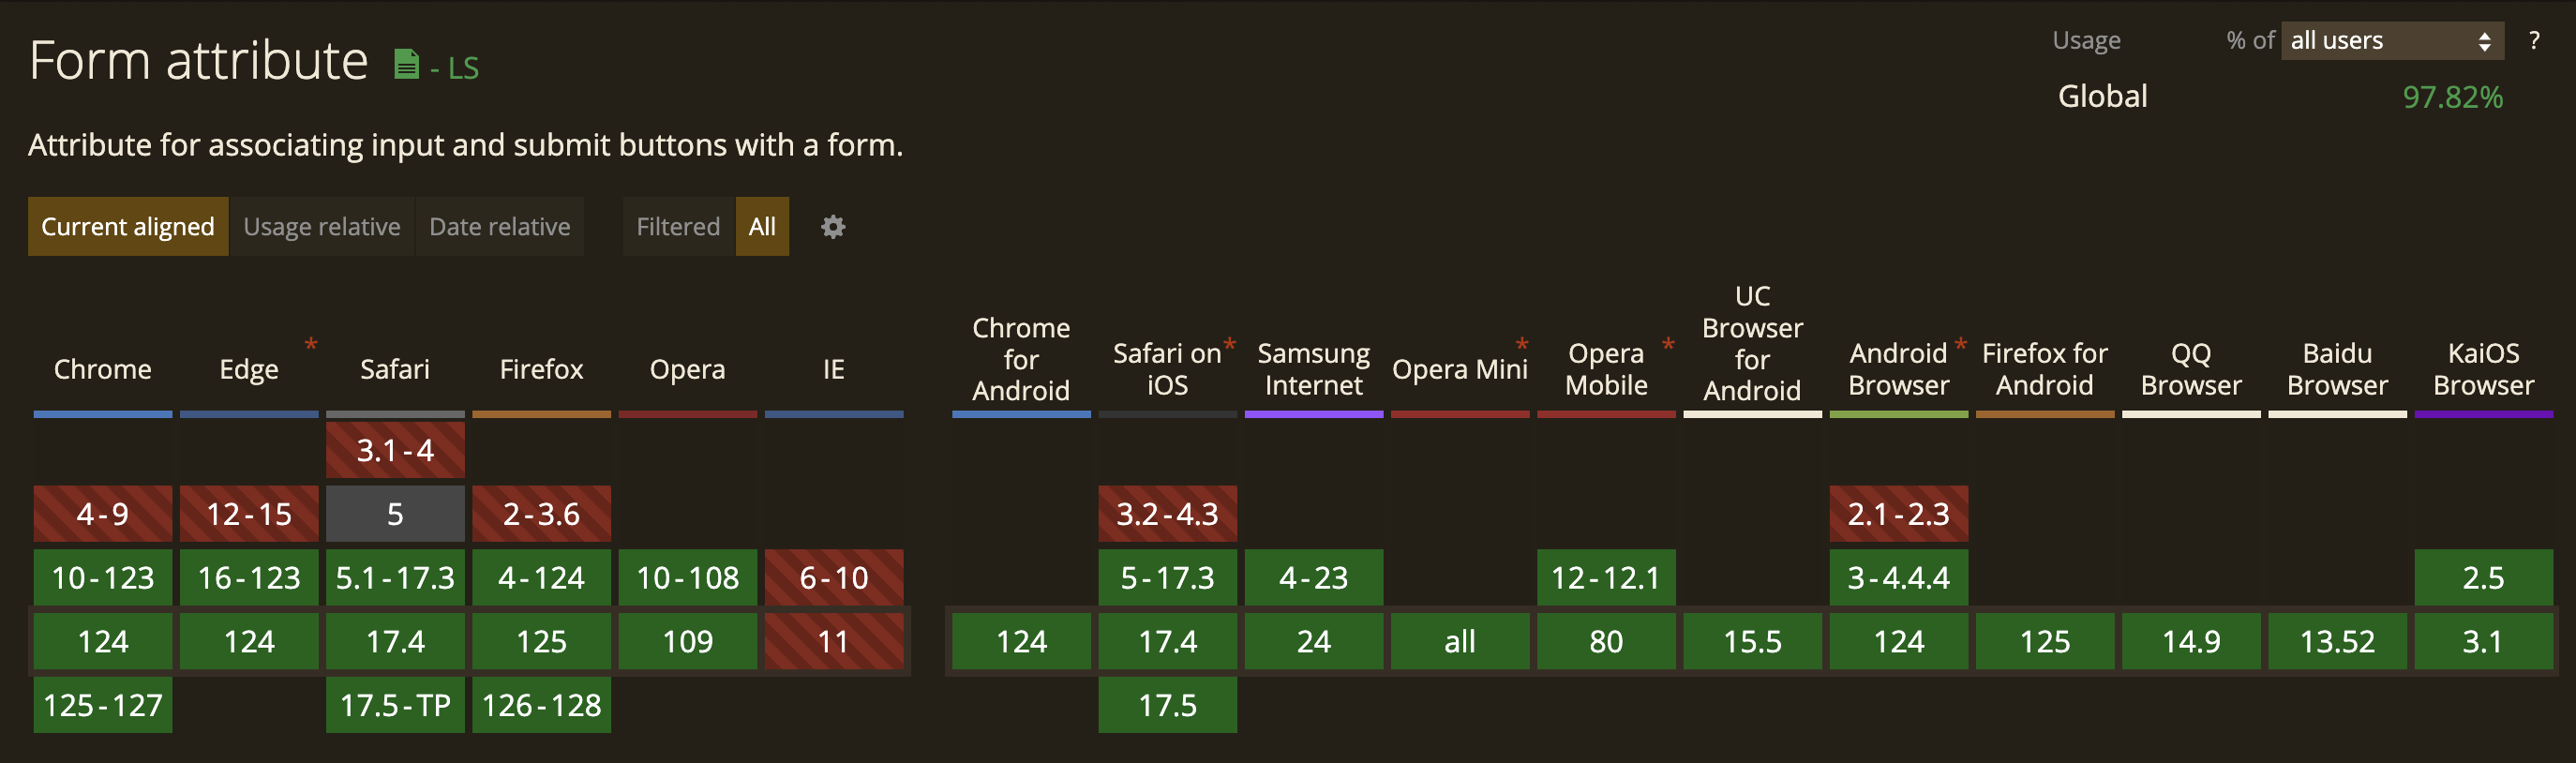 Form attribute - LS
Usage % of all users ?
Global 97.82%
Attribute for associating input and submit buttons with a form.
Current aligned Usage relative Date relative Filtered All
Chrome Edge * Safari Firefox Opera IE
Chrome for Android Safari on iOS * Samsung Internet Opera Mini * Opera Mobile * UC Browser for Android Android Browser * Firefox for Android QQ Browser Baidu Browser KaiOS Browser
3.1-4
4-9 12-15 5 2-3.6 3.2-4.3 2.1-2.3
10-123 16-123 5.1-17.3 4-124 10-108 6-10 5-17.3 4-23 12-12.1 3-4.4.4 2.5
124 124 17.4 125 109 11 124 17.4 24 all 80 15.5 124 125 14.9 13.52 3.1
125-127 17.5-TP 126-128 17.5